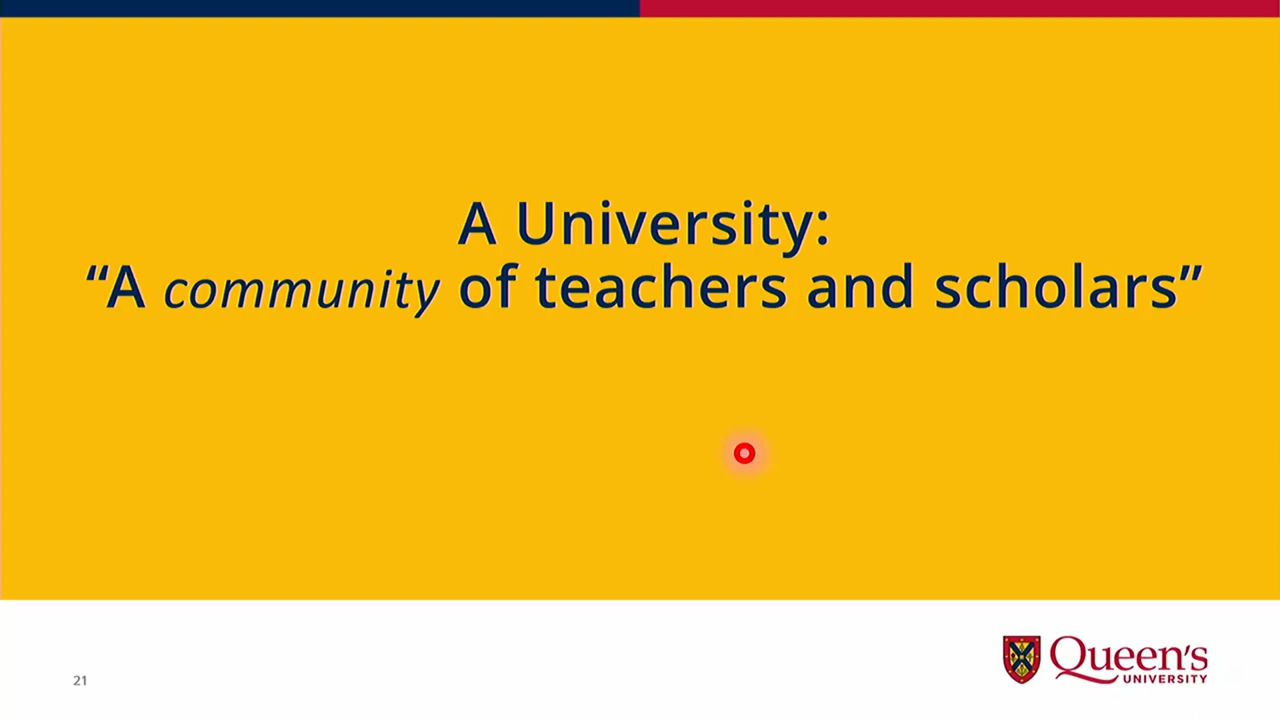 A University:
“A community of teachers and scholars”
21
Queen's
UNIVERSITY